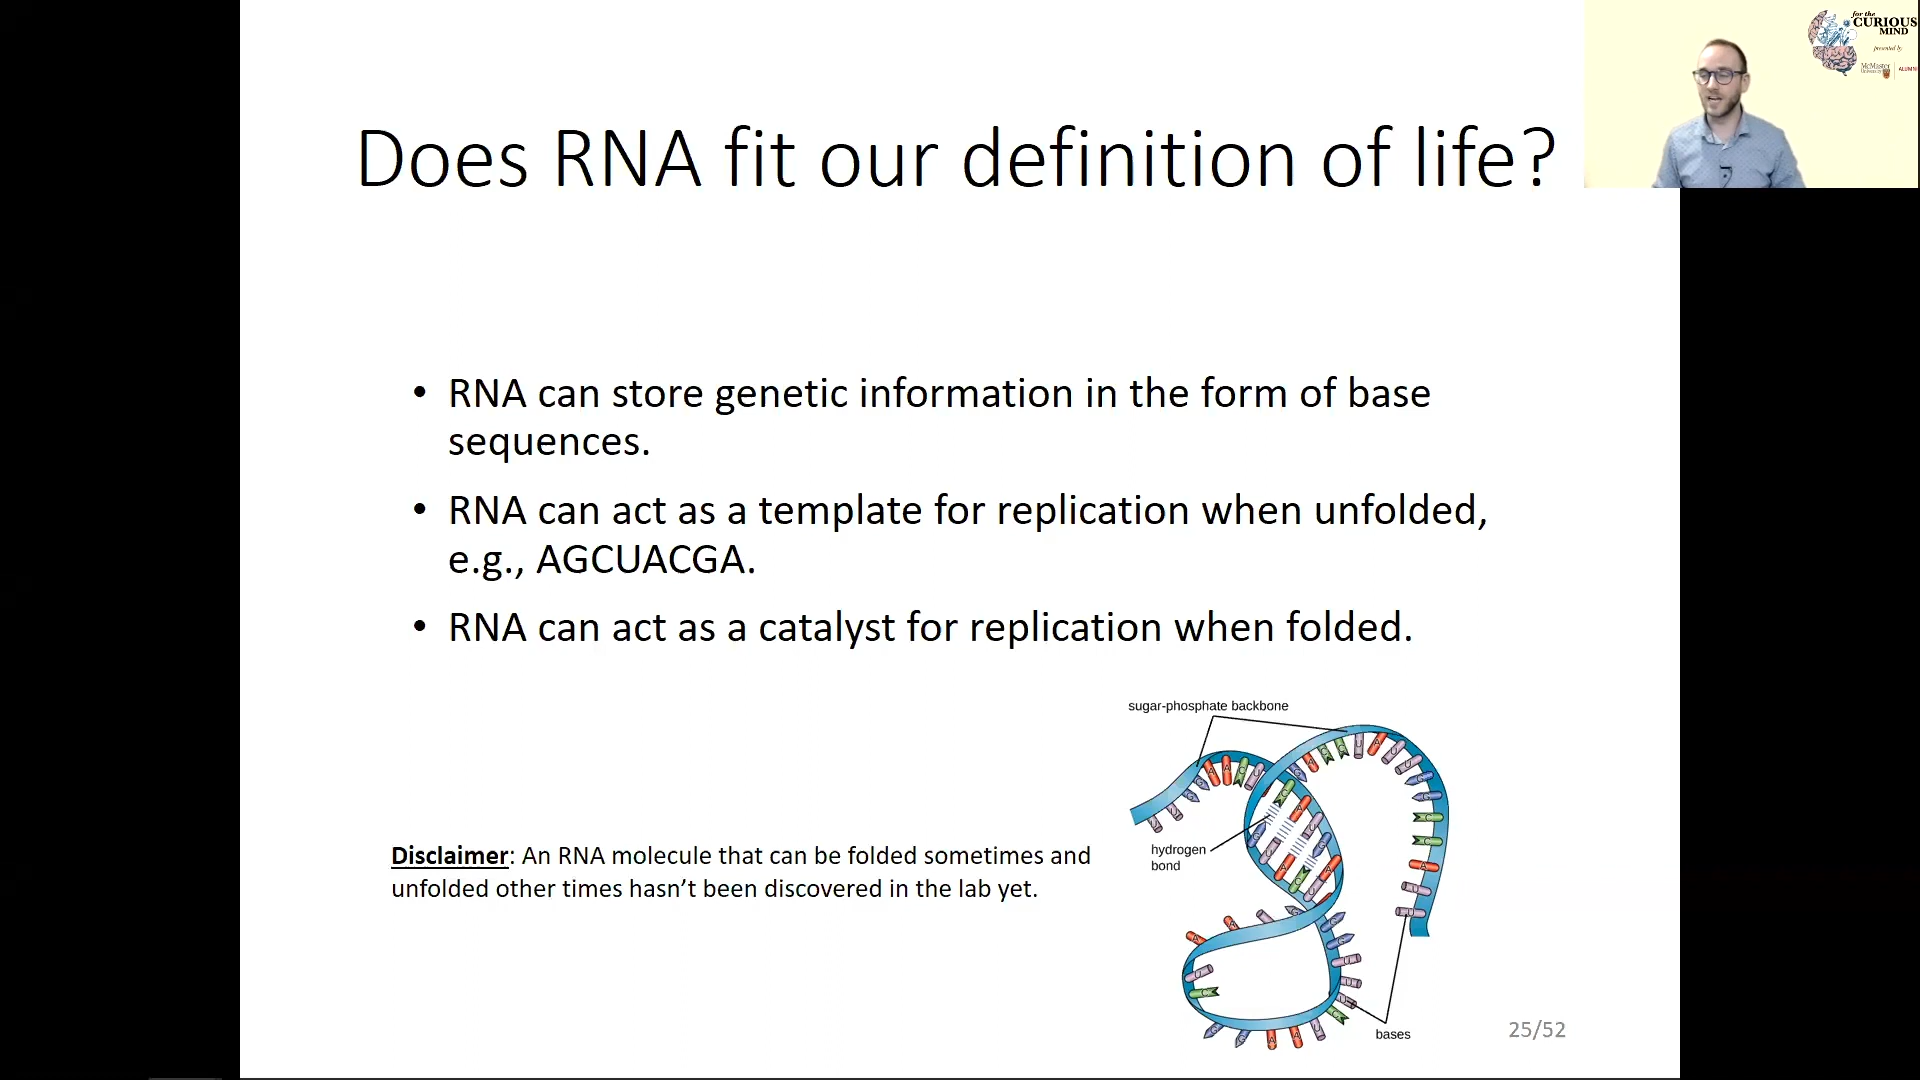 for the
CURIOUS
MIND
presented by
McMaster
University
ALUMNI
Does RNA fit our definition of life?
• RNA can store genetic information in the form of base
sequences.
• RNA can act as a template for replication when unfolded,
e.g., AGCUACGA.
• RNA can act as a catalyst for replication when folded.
sugar-phosphate backbone
hydrogen
bond
Disclaimer: An RNA molecule that can be folded sometimes and
unfolded other times hasn’t been discovered in the lab yet.
bases
25/52